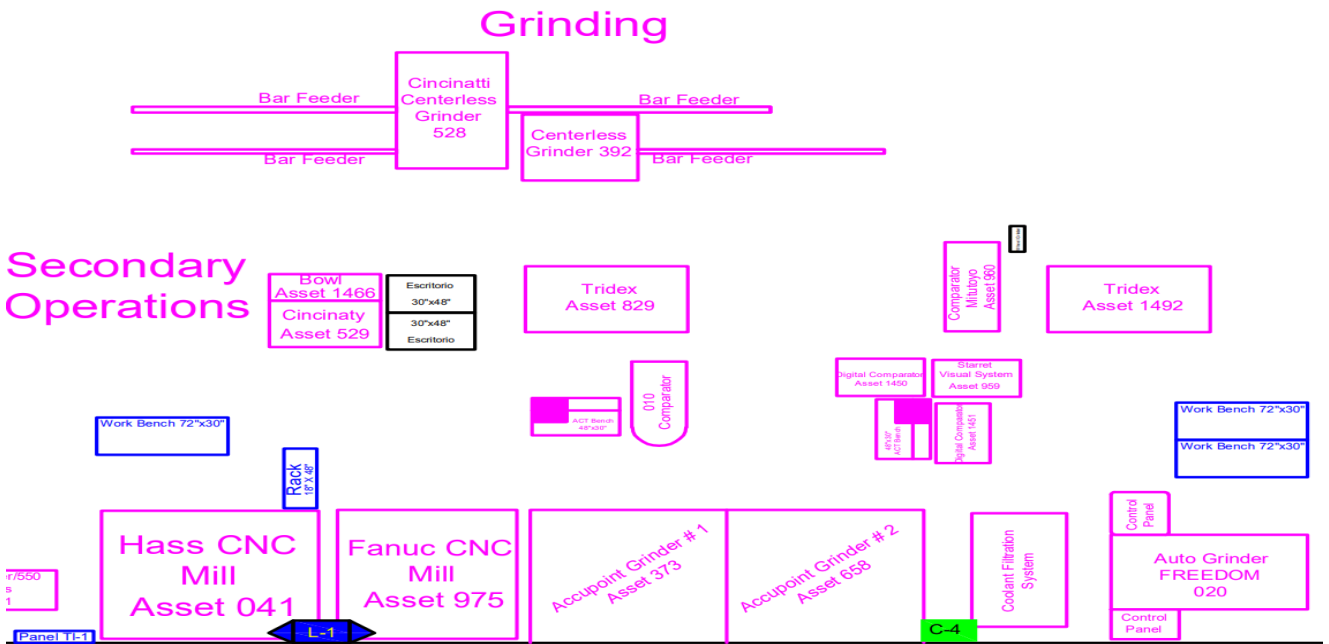 Grinding
Cincinatti
Centerless
Grinder
528
Bar Feeder
Bar Feeder
Centerless
Grinder 392
Bar Feeder
Bar Feeder
Secondary
Operations
Bowl
Asset 1466
Cincinaty
Asset 529
Escritorio
30"x48"
30"x48"
Escritorio
Tridex
Asset 829
Comparator
Mitutoyo
Asset 960
Tridex
Asset 1492
010
Comparator
Digital Comparator
Asset 1450
Starret
Visual System
Asset 959
ACT Bench
48"x30"
48"x30"
ACT Bench
Digital Comparator
Asset 1451
Work Bench 72"x30"
Work Bench 72"x30"
Work Bench 72"x30"
Rack
18" X 48"
Hass CNC
Mill
Asset 041
Fanuc CNC
Mill
Asset 975
Accupoint Grinder # 1
Asset 373
Accupoint Grinder # 2
Asset 658
Coolant Filtration
System
Control
Panel
Auto Grinder
FREEDOM
020
Control
Panel
or/550
s
1
Panel TI-1
L-1
C-4